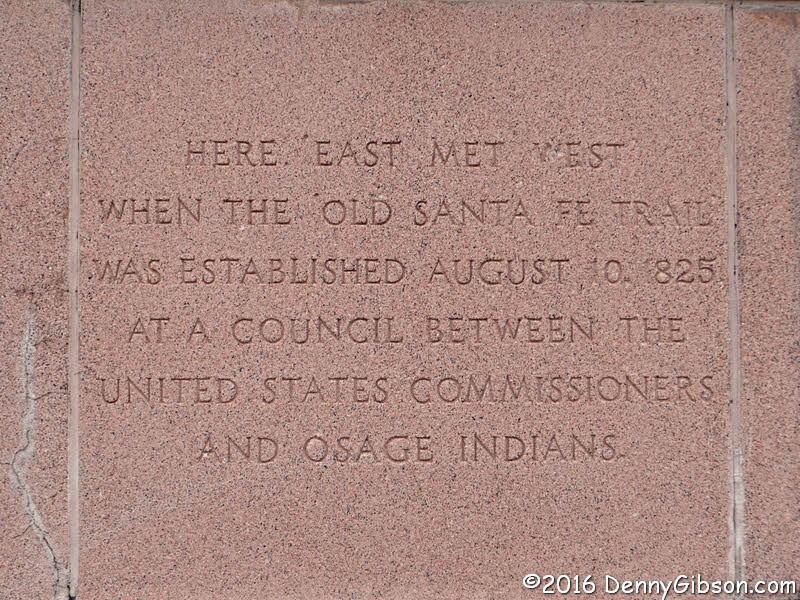 HERE EAST MET WEST
WHEN THE OLD SANTA FE TRAIL
WAS ESTABLISHED AUGUST 10, 1825
AT A COUNCIL BETWEEN THE
UNITED STATES COMMISSIONERS
AND OSAGE INDIANS.
©2016 DennyGibson.com